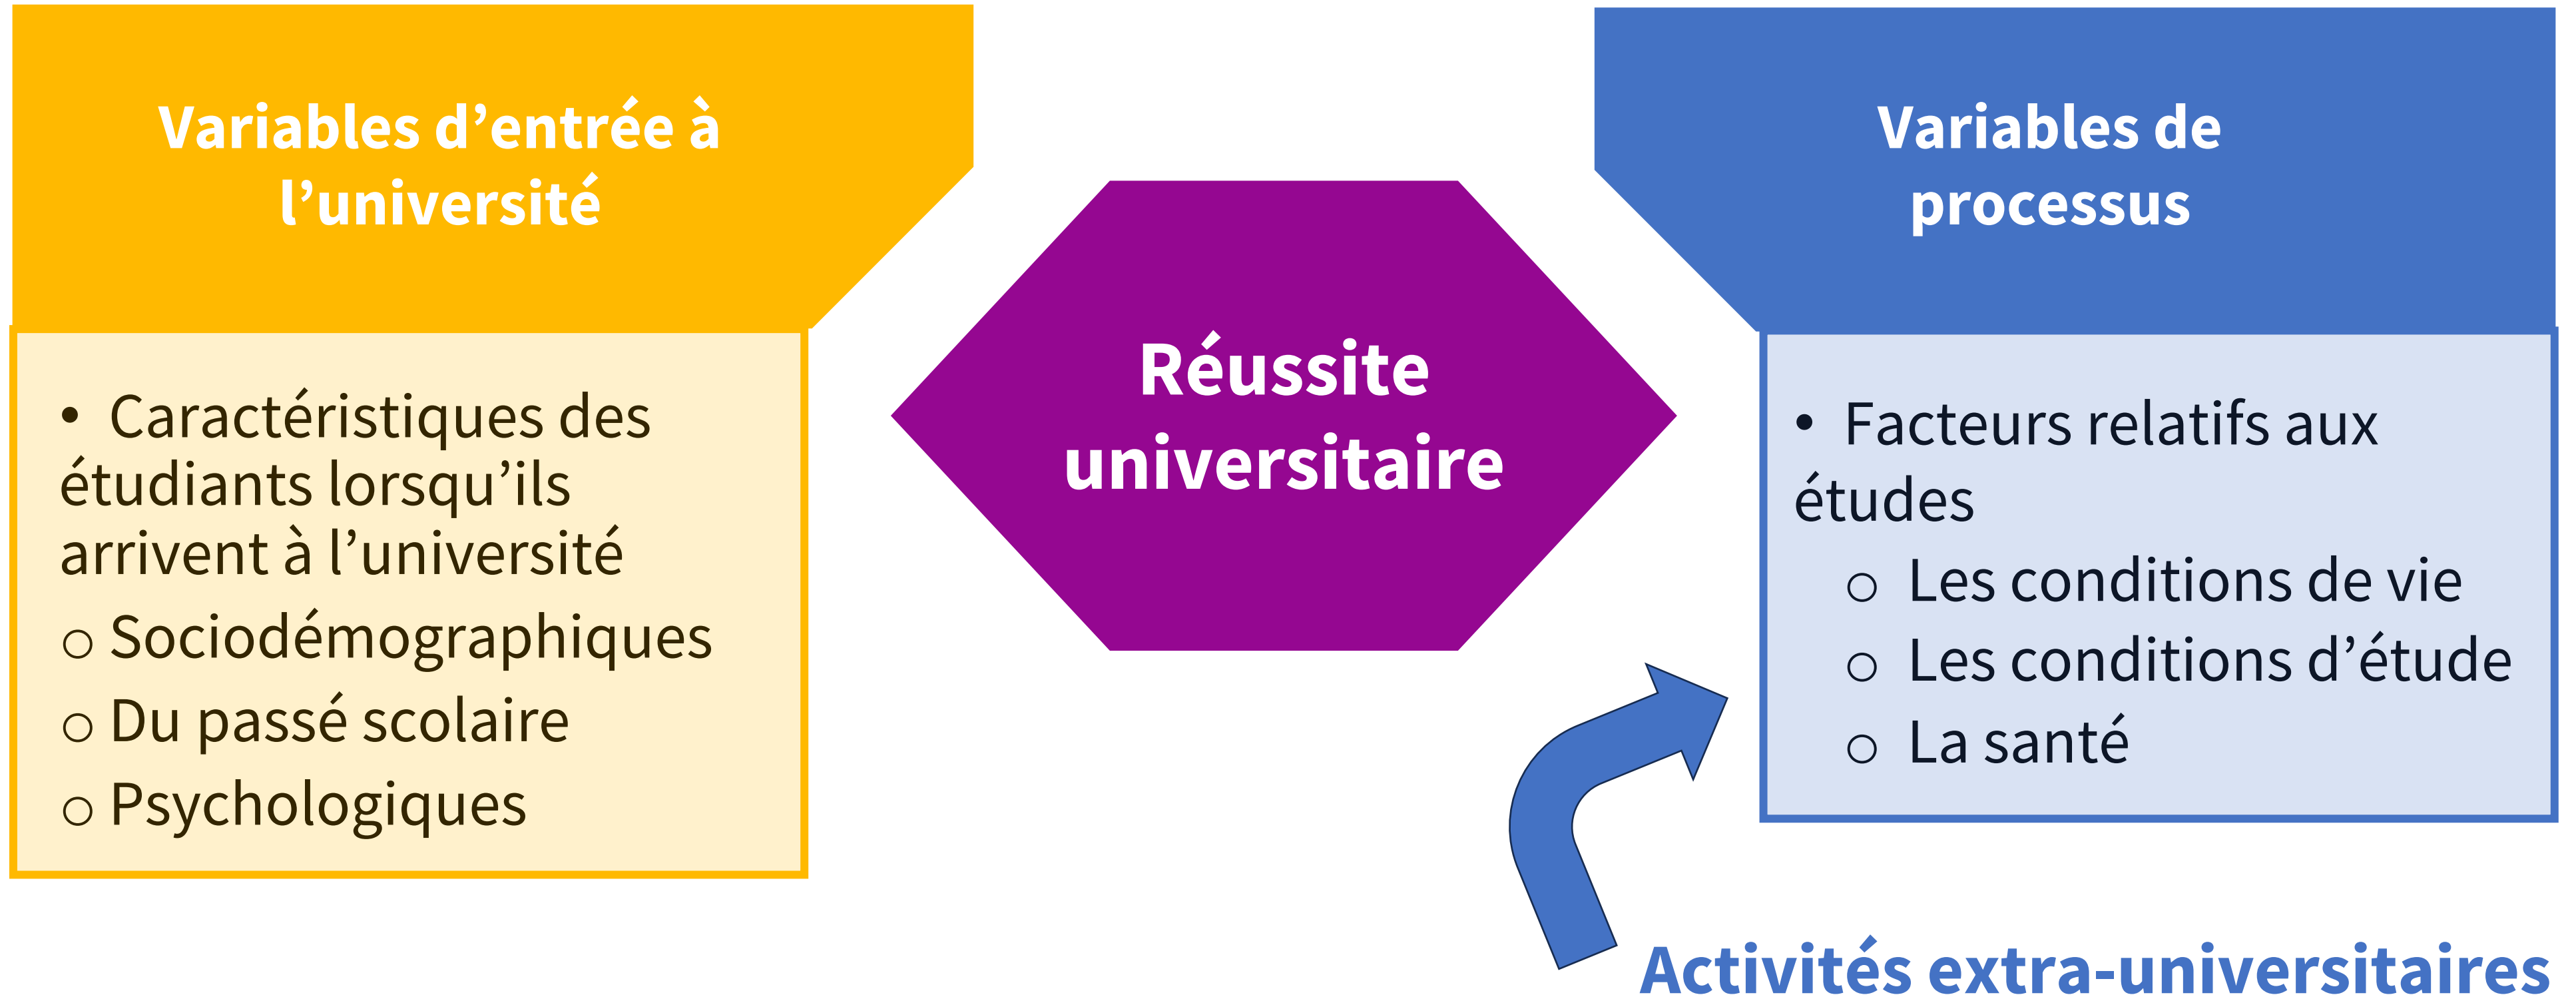 Variables d’entrée à
l’université
• Caractéristiques des
étudiants lorsqu’ils
arrivent à l’université
o Sociodémographiques
o Du passé scolaire
o Psychologiques
Réussite
universitaire
Variables de
processus
• Facteurs relatifs aux
études
o Les conditions de vie
o Les conditions d’étude
o La santé
Activités extra-universitaires